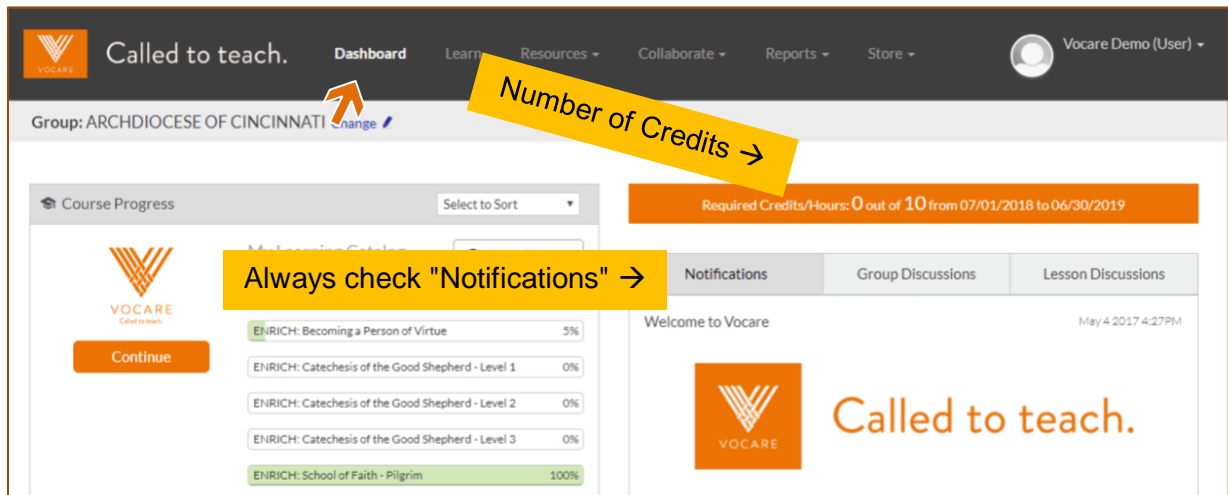 VOCARE
Called to teach.
Dashboard
Learn
Resources
Collaborate
Reports
Store
Vocare Demo (User)
Group: ARCHDIOCESE OF CINCINNATI Change
Number of Credits →
Course Progress
Select to Sort
Required Credits/Hours: 0 out of 10 from 07/01/2018 to 06/30/2019
VOCARE
Called to teach.
Continue
My Learning Catalog
Always check "Notifications" →
ENRICH: Becoming a Person of Virtue 5%
ENRICH: Catechesis of the Good Shepherd - Level 1 0%
ENRICH: Catechesis of the Good Shepherd - Level 2 0%
ENRICH: Catechesis of the Good Shepherd - Level 3 0%
ENRICH: School of Faith - Pilgrim 100%
Notifications
Group Discussions
Lesson Discussions
Welcome to Vocare
May 4 2017 4:27PM
VOCARE
Called to teach.